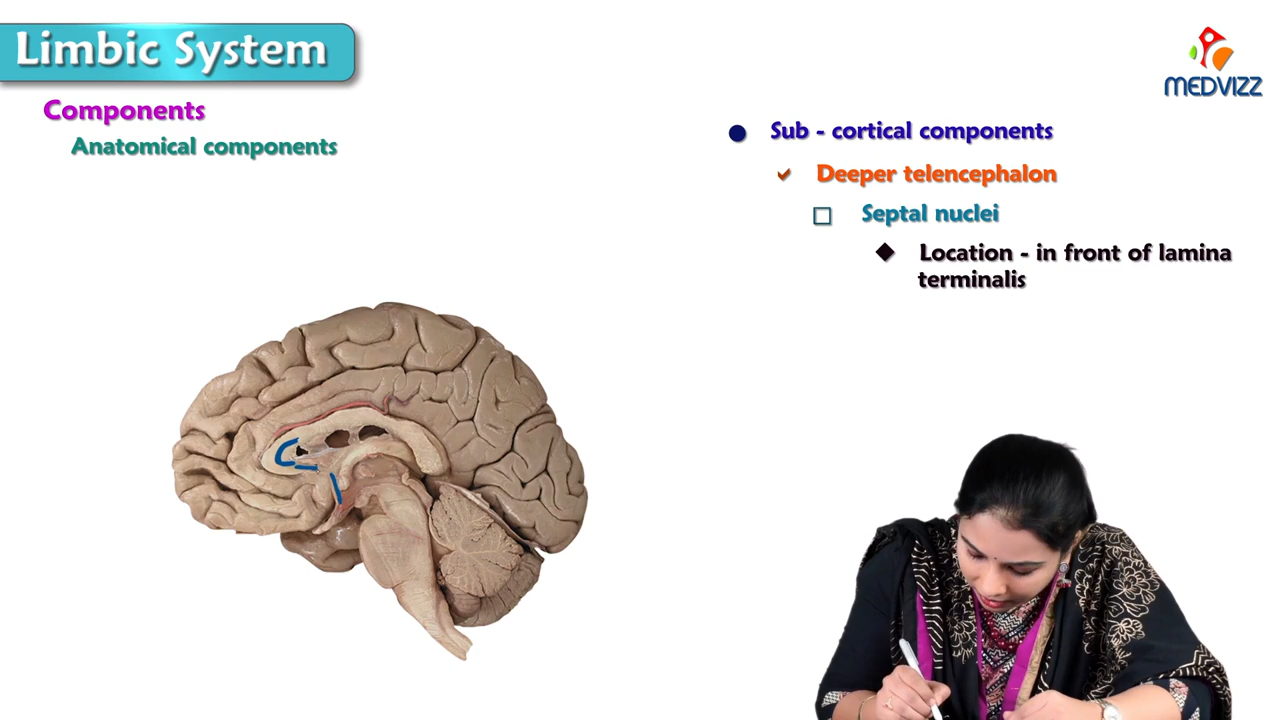 Limbic System
MEDVIZZ
Components
Anatomical components
Sub - cortical components
Deeper telencephalon
Septal nuclei
Location - in front of lamina
terminalis